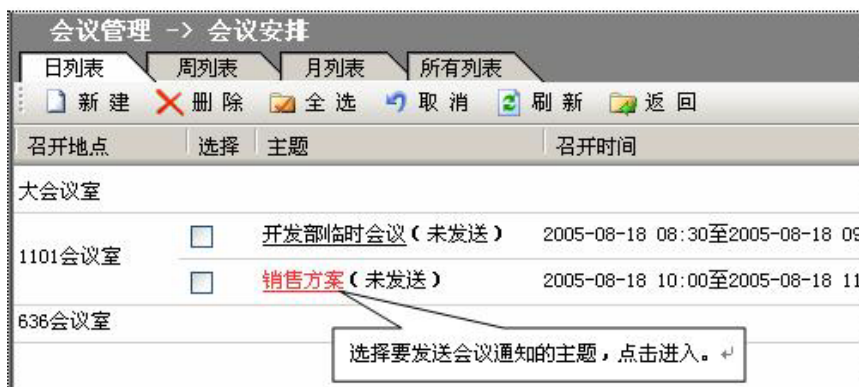 会议管理 -> 会议安排
日列表 周列表 月列表 所有列表
新建 删除 全选 取消 刷新 返回
召开地点 选择 主题 召开时间
大会议室
开发部临时会议(未发送) 2005-08-18 08:30至2005-08-18 09
1101会议室
销售方案(未发送) 2005-08-18 10:00至2005-08-18 11
636会议室
选择要发送会议通知的主题,点击进入。